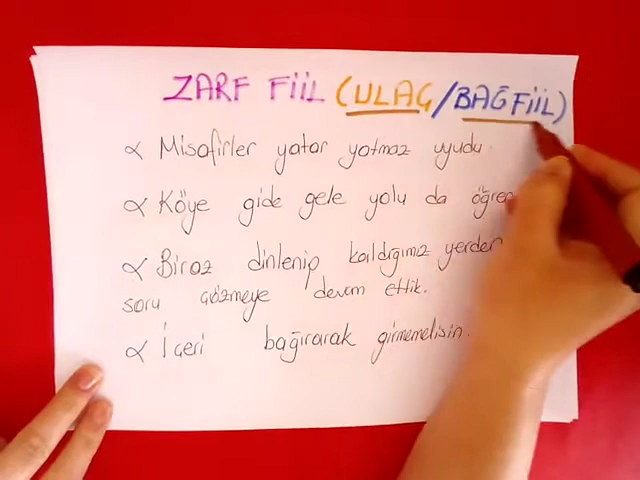 ZARF FİİL (ULAÇ/BAĞFİİL)
α Misafirler yatar yatmaz uyudu.
α Köye gide gele yolu da
α Biraz dinlenip kaldığımız yerden
soru çözmeye devam ettik.
α İçeri bağırarak girmemelisin.